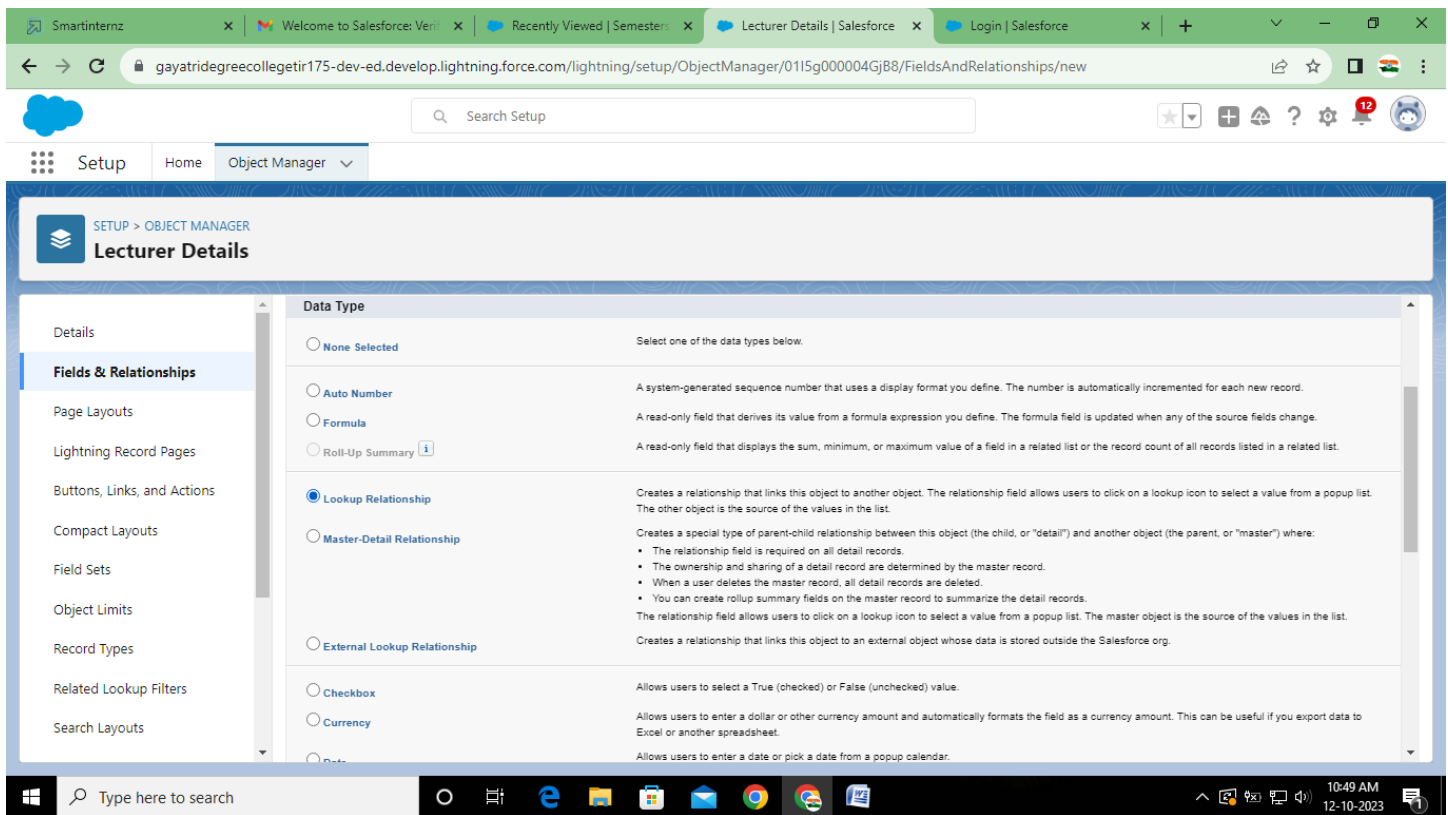 Smartinternz
Welcome to Salesforce: Verif
Recently Viewed | Semesters
Lecturer Details | Salesforce
Login | Salesforce
gayatridegreecollegetir175-dev-ed.develop.lightning.force.com/lightning/setup/ObjectManager/01I5g000004GjB8/FieldsAndRelationships/new
Search Setup
12
Setup
Home
Object Manager
SETUP > OBJECT MANAGER
Lecturer Details
Details
Fields & Relationships
Page Layouts
Lightning Record Pages
Buttons, Links, and Actions
Compact Layouts
Field Sets
Object Limits
Record Types
Related Lookup Filters
Search Layouts
Data Type
None Selected
Select one of the data types below.
Auto Number
A system-generated sequence number that uses a display format you define. The number is automatically incremented for each new record.
Formula
A read-only field that derives its value from a formula expression you define. The formula field is updated when any of the source fields change.
Roll-Up Summary i
A read-only field that displays the sum, minimum, or maximum value of a field in a related list or the record count of all records listed in a related list.
Lookup Relationship
Creates a relationship that links this object to another object. The relationship field allows users to click on a lookup icon to select a value from a popup list.
The other object is the source of the values in the list.
Master-Detail Relationship
Creates a special type of parent-child relationship between this object (the child, or "detail") and another object (the parent, or "master") where:
• The relationship field is required on all detail records.
• The ownership and sharing of a detail record are determined by the master record.
• When a user deletes the master record, all detail records are deleted.
• You can create rollup summary fields on the master record to summarize the detail records.
The relationship field allows users to click on a lookup icon to select a value from a popup list. The master object is the source of the values in the list.
External Lookup Relationship
Creates a relationship that links this object to an external object whose data is stored outside the Salesforce org.
Checkbox
Allows users to select a True (checked) or False (unchecked) value.
Currency
Allows users to enter a dollar or other currency amount and automatically formats the field as a currency amount. This can be useful if you export data to
Excel or another spreadsheet.
Date
Allows users to enter a date or pick a date from a popup calendar.
Type here to search
10:49 AM
12-10-2023
1